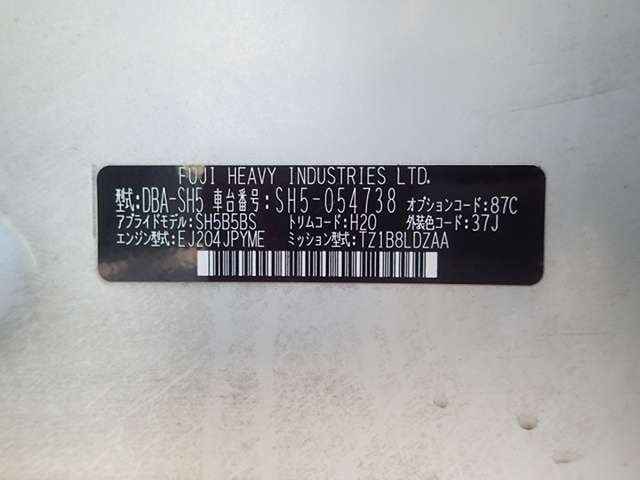 FUJI HEAVY INDUSTRIES LTD.
型式:DBA-SH5 車台番号:SH5-054738 オプションコード:87C
アプライドモデル:SH5B5BS トリムコード:H20 外装色コード:37J
エンジン型式:EJ204JPYME ミッション型式:TZ1B8LDZAA